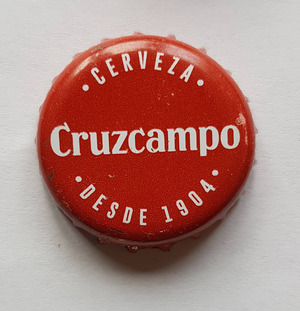 • CERVEZA •
Cruzcampo®
• DESDE 1904 •